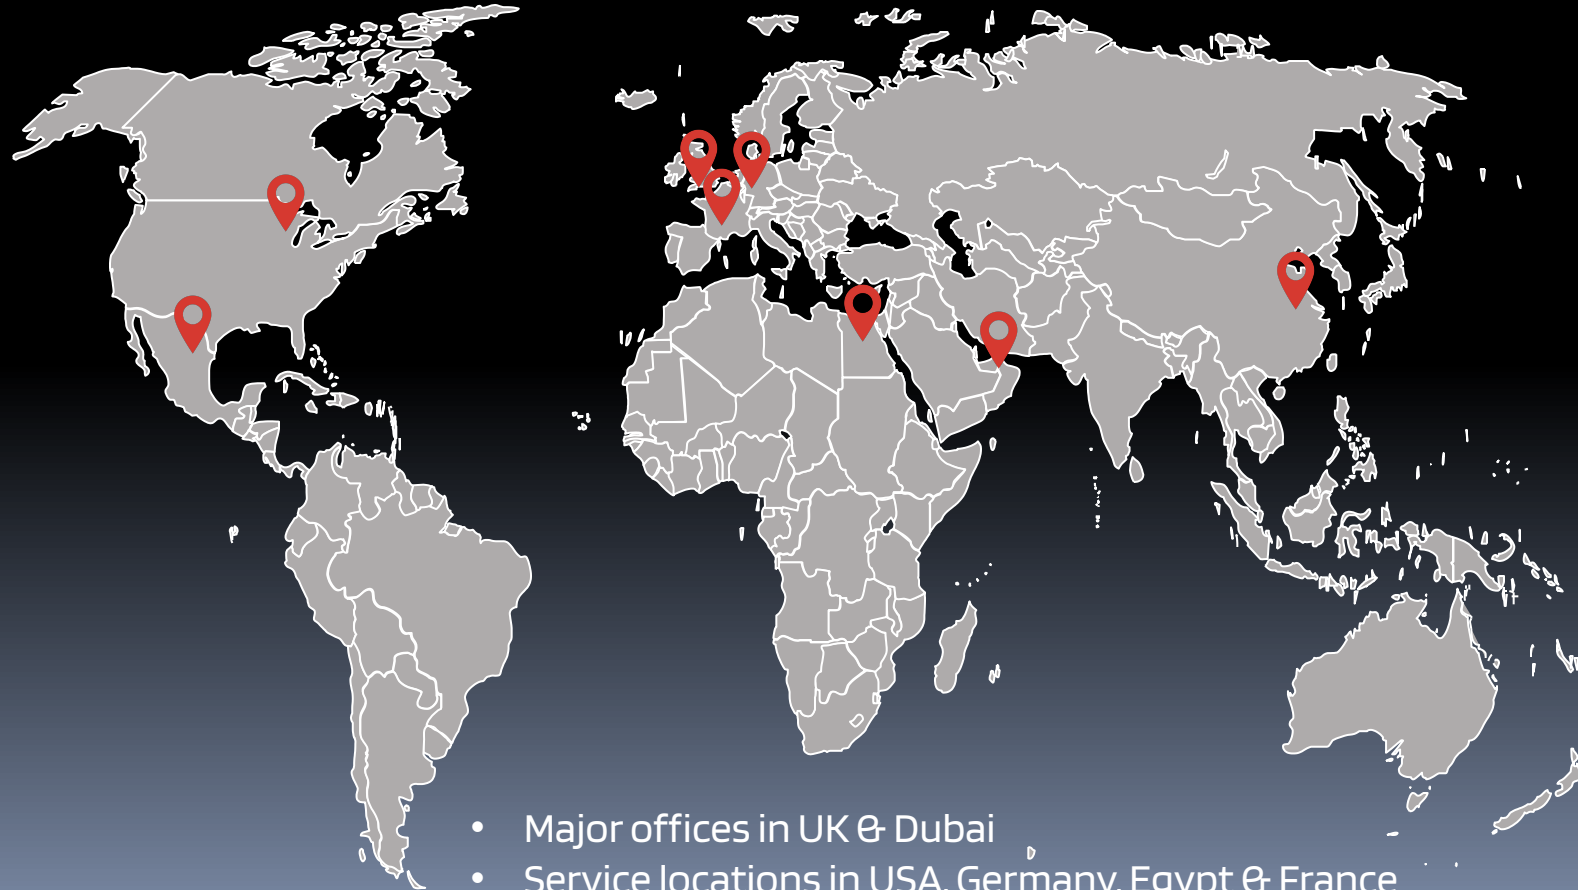 • Major offices in UK & Dubai
• Service locations in USA, Germany, Egypt & France